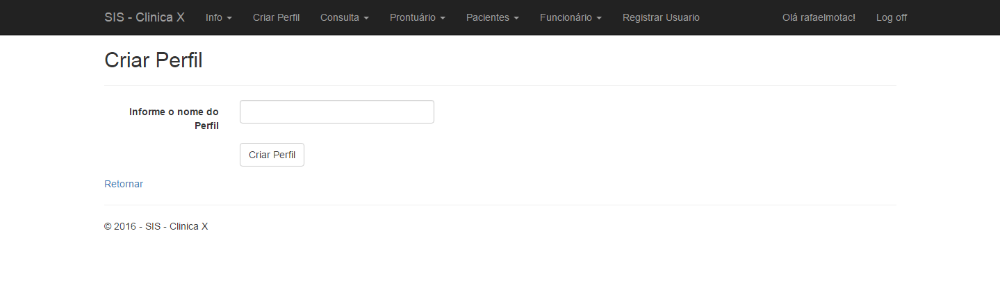 SIS - Clinica X Info Criar Perfil Consulta Prontuário Pacientes Funcionário Registrar Usuario Olá rafaelmotac! Log off
Criar Perfil
Informe o nome do
Perfil
Criar Perfil
Retornar
© 2016 - SIS - Clinica X